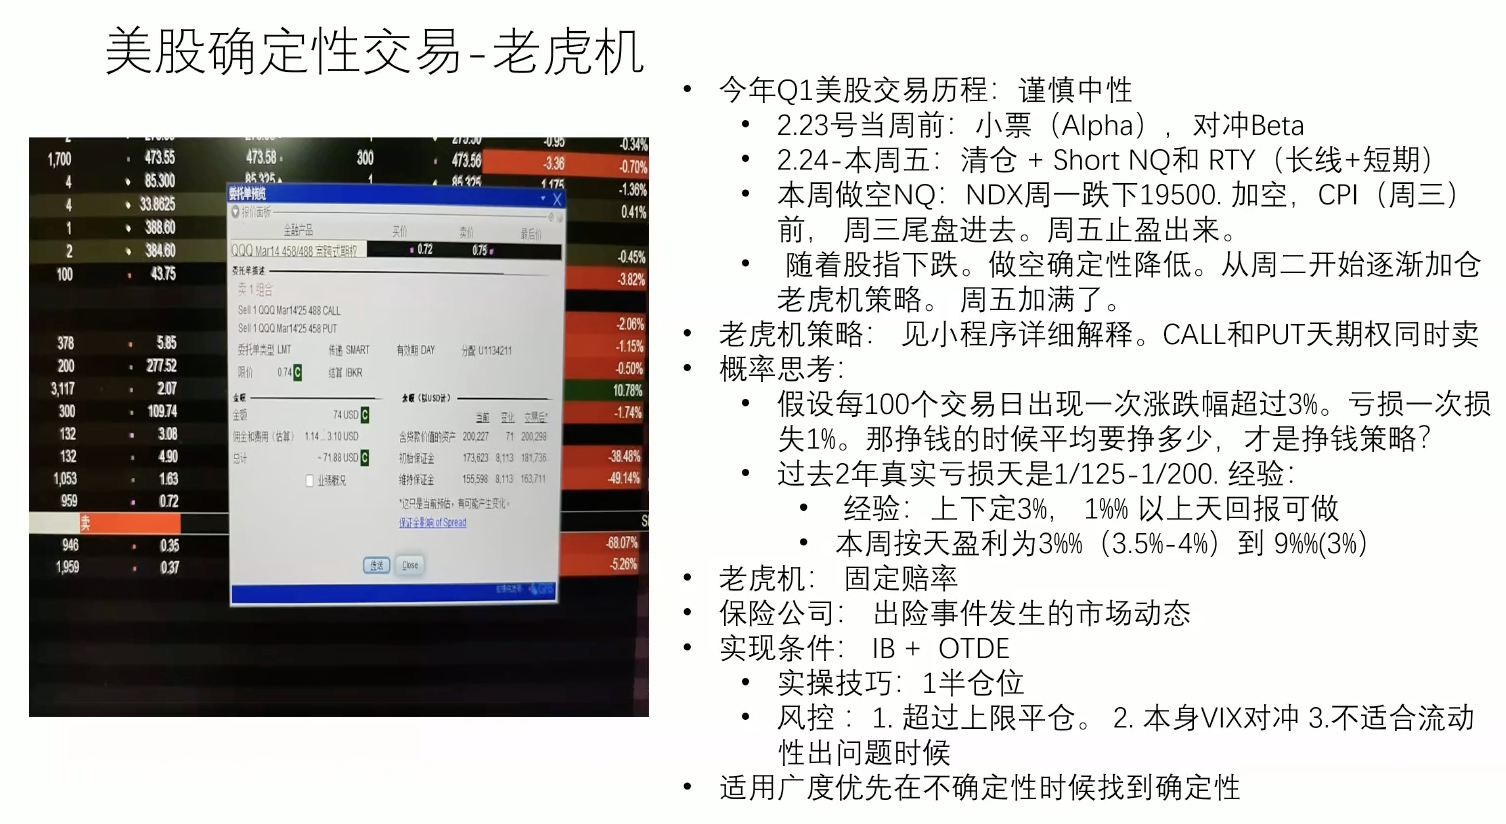 美股确定性交易-老虎机
• 今年Q1美股交易历程：谨慎中性
• 2.23号当周前：小票（Alpha），对冲Beta
• 2.24-本周五：清仓 + Short NQ和 RTY（长线+短期）
• 本周做空NQ：NDX周一跌下19500. 加空，CPI（周三）
前， 周三尾盘进去。周五止盈出来。
• 随着股指下跌。做空确定性降低。从周二开始逐渐加仓
老虎机策略。 周五加满了。
• 老虎机策略： 见小程序详细解释。CALL和PUT天期权同时卖
• 概率思考：
• 假设每100个交易日出现一次涨跌幅超过3%。亏损一次损
失1%。那挣钱的时候平均要挣多少，才是挣钱策略？
• 过去2年真实亏损天是1/125-1/200. 经验：
• 经验：上下定3%， 1%% 以上天回报可做
• 本周按天盈利为3%%（3.5%-4%）到 9%%(3%）
• 老虎机： 固定赔率
• 保险公司： 出险事件发生的市场动态
• 实现条件： IB + OTDE
• 实操技巧：1半仓位
• 风控 ：1. 超过上限平仓。 2. 本身VIX对冲 3.不适合流动
性出问题时候
• 适用广度优先在不确定性时候找到确定性
275.50 -0.95 -0.34%
1,700 473.55 473.58 300 473.56 -3.36 -0.70%
4 85.300 85.325 1 85.325 1.175 -1.36%
4 33.8625 0.41%
1 388.60
2 384.60 -0.45%
100 43.75 -3.82%
-2.06%
378 5.85 -1.15%
200 277.52 -0.50%
3,117 2.07 10.78%
300 109.74 -1.74%
132 3.08
132 4.90 -38.48%
1,053 1.63 -49.14%
959 0.72
卖
946 0.35 -68.07%
1,959 0.37 -5.26%
委托单预览
报价面板
金融产品 买价 卖价 最后价
QQQ Mar14 458/488 宽跨式期权 0.72 0.75
委托单描述
卖 1 组合
Sell 1 QQQ Mar14'25 488 CALL
Sell 1 QQQ Mar14'25 458 PUT
委托单类型 LMT 传递 SMART 有效期 DAY 分配 U1134211
限价 0.74 C 结算 IBKR
金额 余额（以USD计）
当前 变化 交易后*
金额 74 USD C
佣金和费用（估算） 1.14...3.10 USD 含贷款价值的资产 200,227 71 200,298
总计 ~71.88 USD C 初始保证金 173,623 8,113 181,736
业绩概况 维持保证金 155,598 8,113 163,711
*这只是当前预估，有可能产生变化。
保证金影响 of Spread
传送 Close